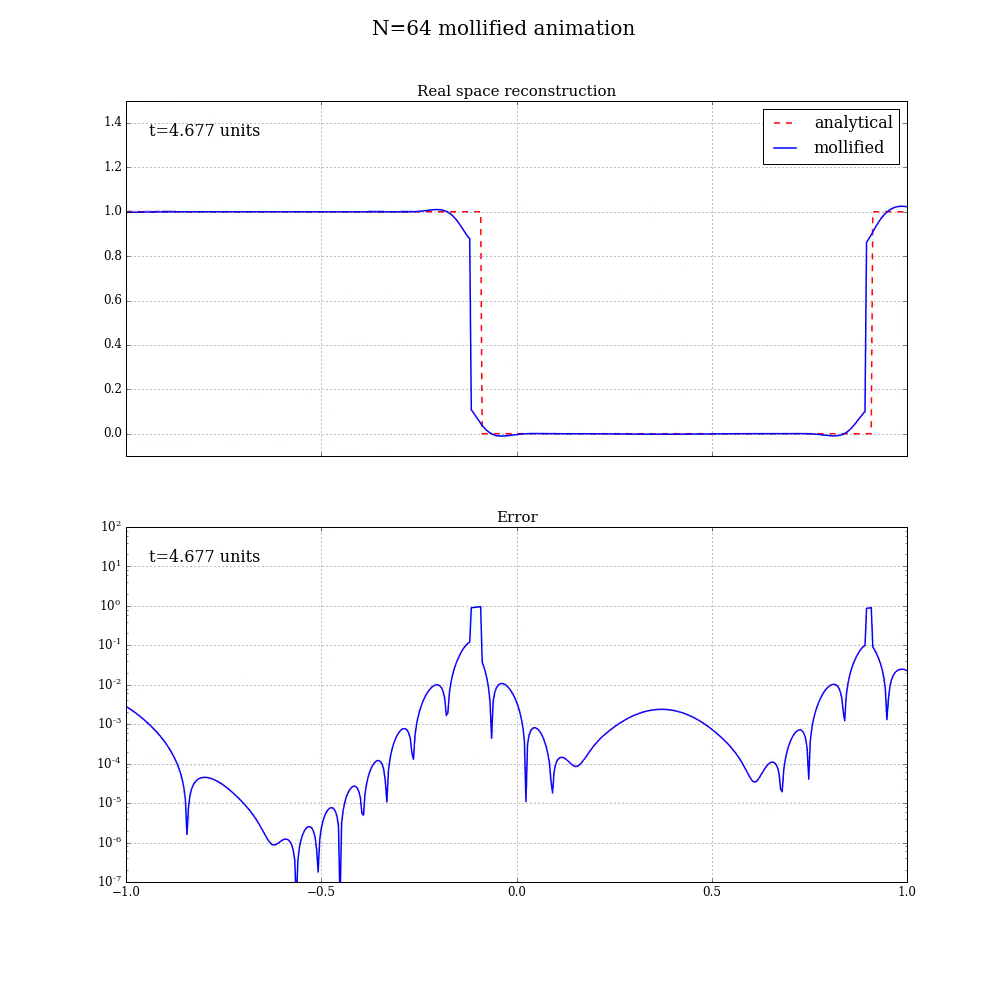 N=64 mollified animation
Real space reconstruction
t=4.677 units
analytical
mollified
1.4
1.2
1.0
0.8
0.6
0.4
0.2
0.0
Error
t=4.677 units
10²
10¹
10⁰
10⁻¹
10⁻²
10⁻³
10⁻⁴
10⁻⁵
10⁻⁶
10⁻⁷
−1.0 −0.5 0.0 0.5 1.0